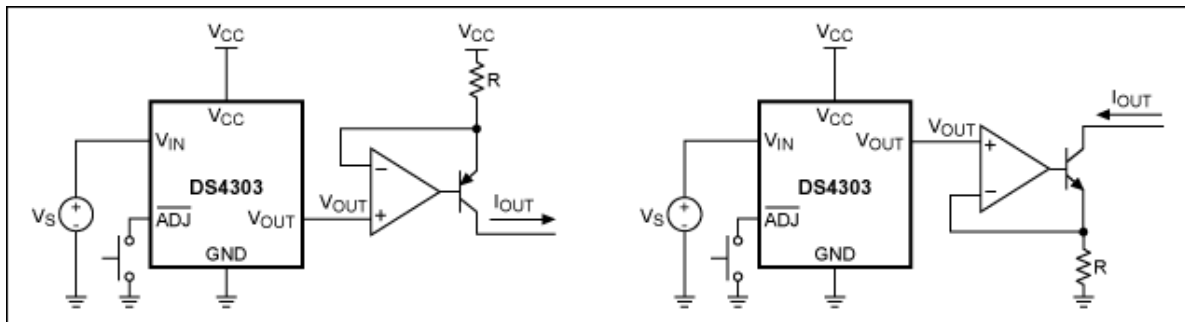 VCC
VCC
R
VCC
VIN
DS4303
VS
+
-
ADJ
VOUT
VOUT
GND
-
+
IOUT
VCC
VCC
VIN
VOUT
DS4303
VS
+
-
ADJ
GND
VOUT
+
-
IOUT
R